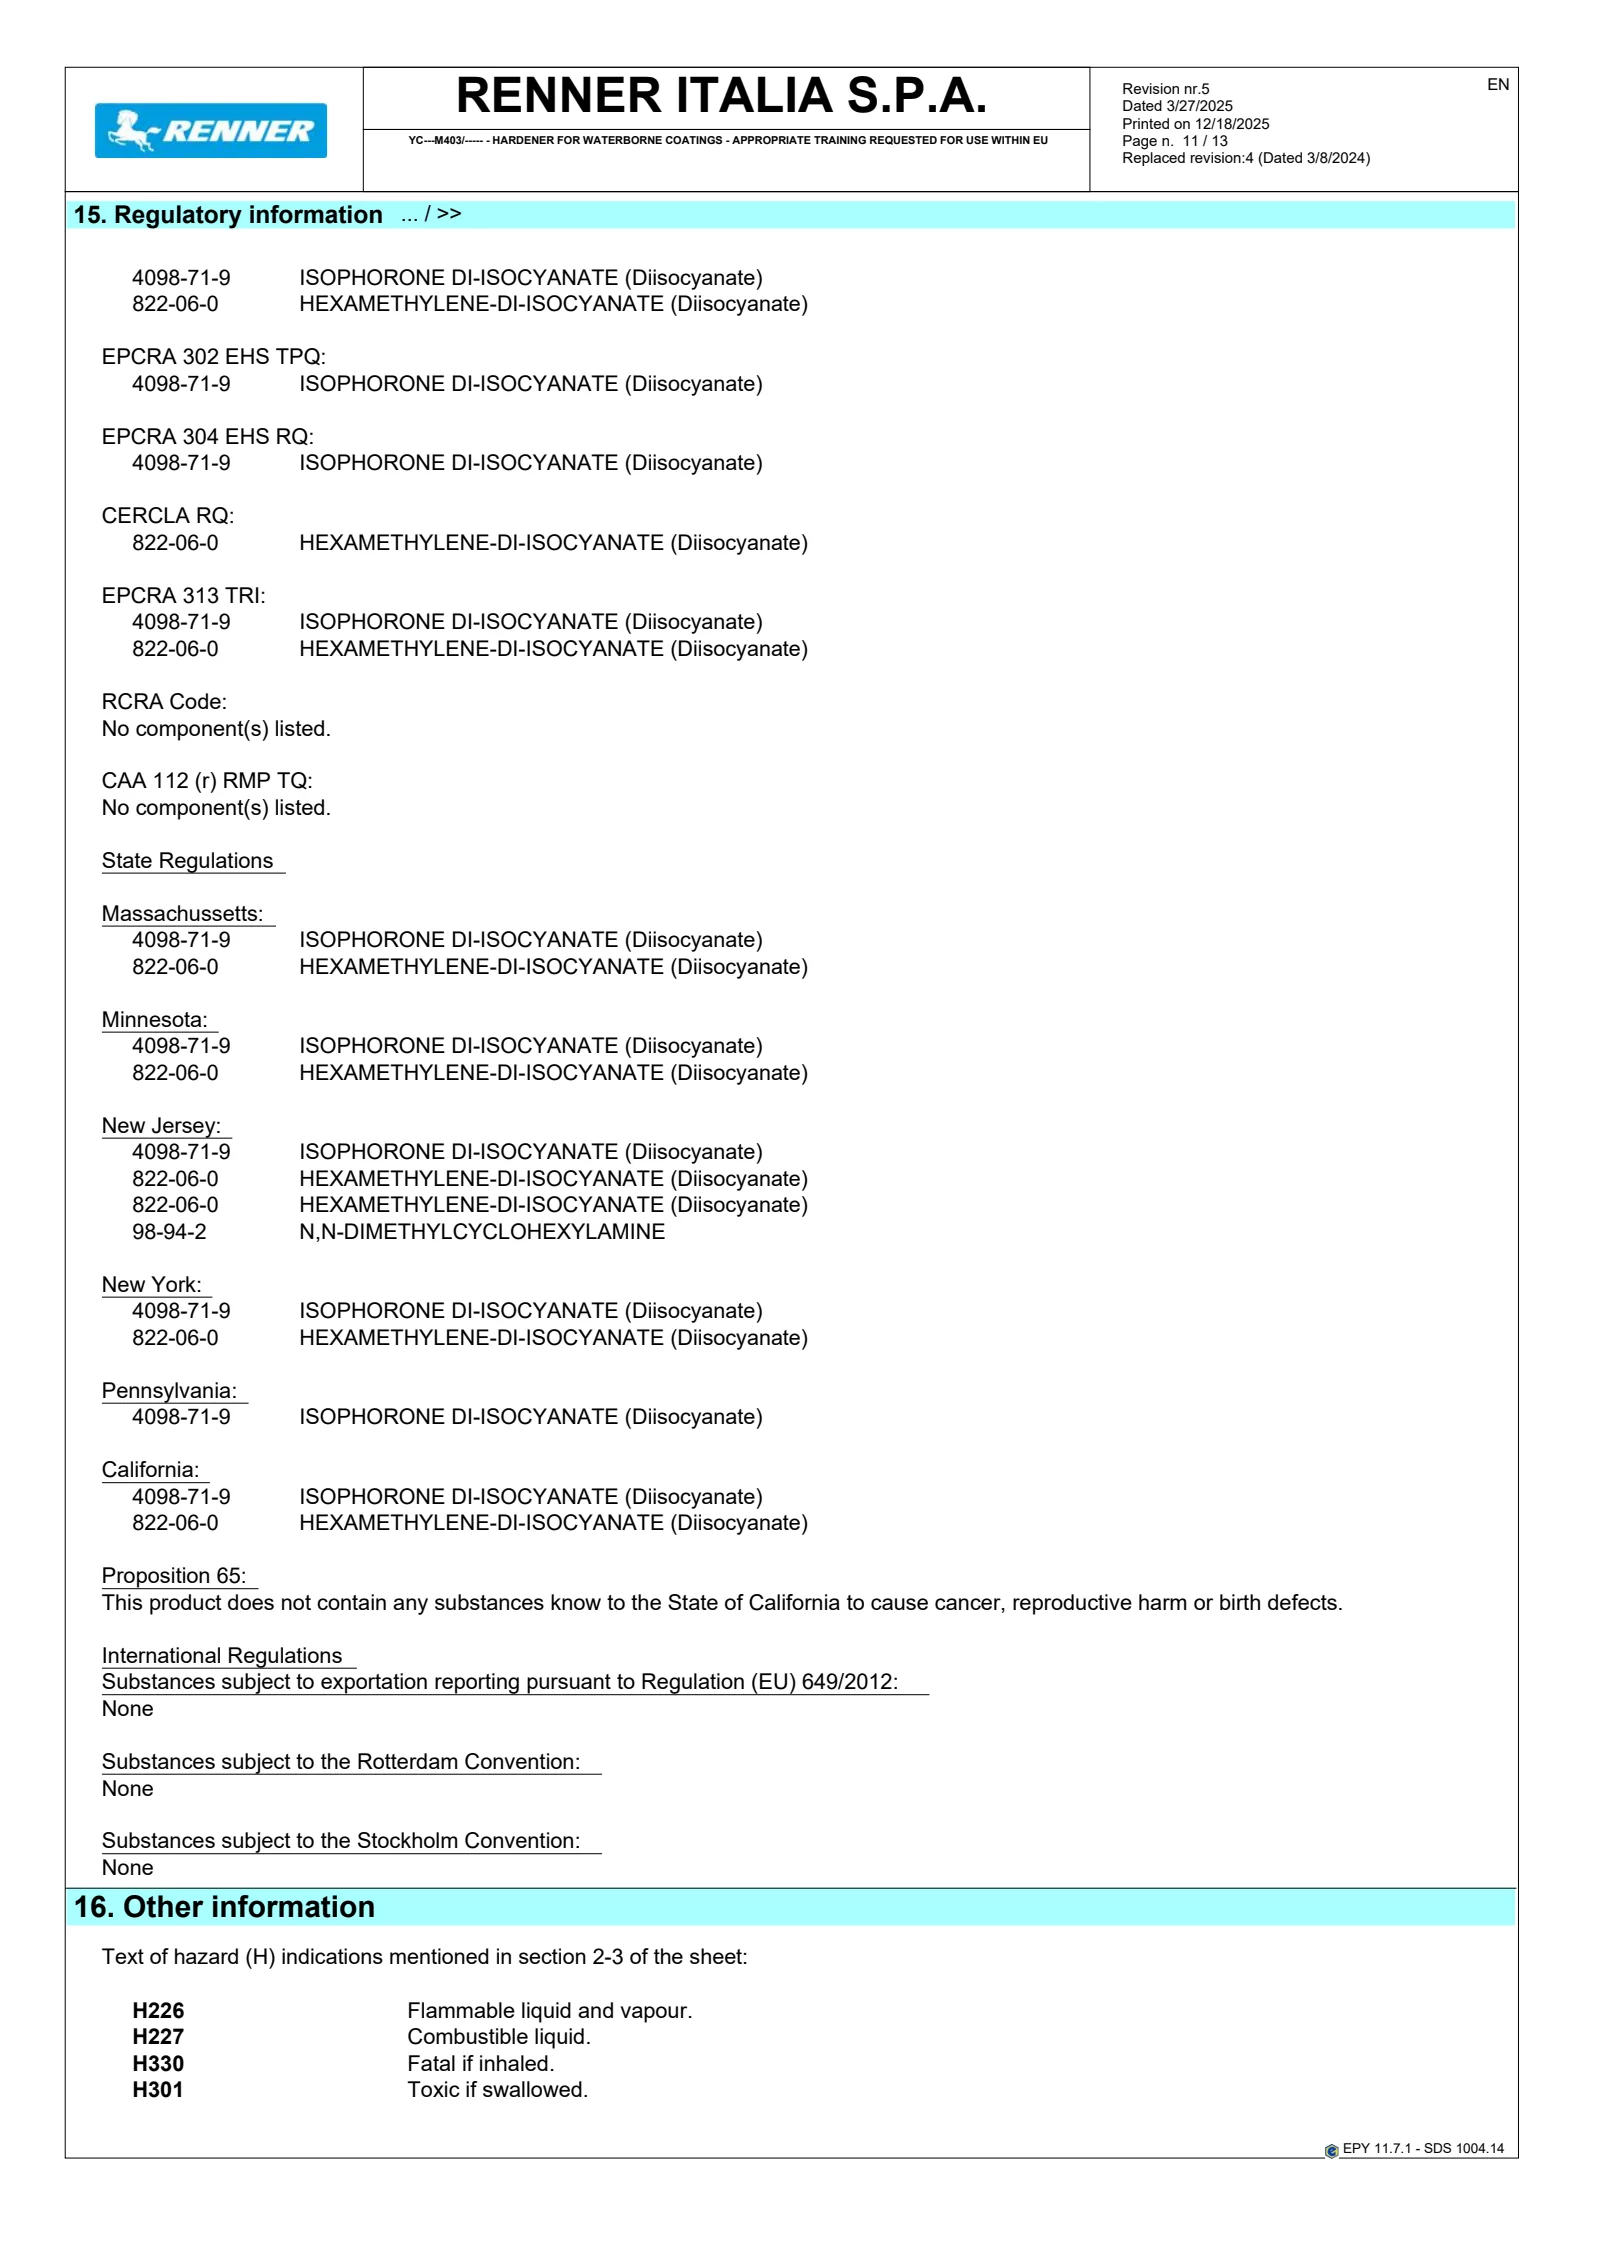 RENNER
RENNER ITALIA S.P.A.
YC---M403/----- - HARDENER FOR WATERBORNE COATINGS - APPROPRIATE TRAINING REQUESTED FOR USE WITHIN EU
EN
Revision nr.5
Dated 3/27/2025
Printed on 12/18/2025
Page n. 11 / 13
Replaced revision:4 (Dated 3/8/2024)
15. Regulatory information ... / >>
4098-71-9 ISOPHORONE DI-ISOCYANATE (Diisocyanate)
822-06-0 HEXAMETHYLENE-DI-ISOCYANATE (Diisocyanate)
EPCRA 302 EHS TPQ:
4098-71-9 ISOPHORONE DI-ISOCYANATE (Diisocyanate)
EPCRA 304 EHS RQ:
4098-71-9 ISOPHORONE DI-ISOCYANATE (Diisocyanate)
CERCLA RQ:
822-06-0 HEXAMETHYLENE-DI-ISOCYANATE (Diisocyanate)
EPCRA 313 TRI:
4098-71-9 ISOPHORONE DI-ISOCYANATE (Diisocyanate)
822-06-0 HEXAMETHYLENE-DI-ISOCYANATE (Diisocyanate)
RCRA Code:
No component(s) listed.
CAA 112 (r) RMP TQ:
No component(s) listed.
State Regulations
Massachussetts:
4098-71-9 ISOPHORONE DI-ISOCYANATE (Diisocyanate)
822-06-0 HEXAMETHYLENE-DI-ISOCYANATE (Diisocyanate)
Minnesota:
4098-71-9 ISOPHORONE DI-ISOCYANATE (Diisocyanate)
822-06-0 HEXAMETHYLENE-DI-ISOCYANATE (Diisocyanate)
New Jersey:
4098-71-9 ISOPHORONE DI-ISOCYANATE (Diisocyanate)
822-06-0 HEXAMETHYLENE-DI-ISOCYANATE (Diisocyanate)
822-06-0 HEXAMETHYLENE-DI-ISOCYANATE (Diisocyanate)
98-94-2 N,N-DIMETHYLCYCLOHEXYLAMINE
New York:
4098-71-9 ISOPHORONE DI-ISOCYANATE (Diisocyanate)
822-06-0 HEXAMETHYLENE-DI-ISOCYANATE (Diisocyanate)
Pennsylvania:
4098-71-9 ISOPHORONE DI-ISOCYANATE (Diisocyanate)
California:
4098-71-9 ISOPHORONE DI-ISOCYANATE (Diisocyanate)
822-06-0 HEXAMETHYLENE-DI-ISOCYANATE (Diisocyanate)
Proposition 65:
This product does not contain any substances know to the State of California to cause cancer, reproductive harm or birth defects.
International Regulations
Substances subject to exportation reporting pursuant to Regulation (EU) 649/2012:
None
Substances subject to the Rotterdam Convention:
None
Substances subject to the Stockholm Convention:
None
16. Other information
Text of hazard (H) indications mentioned in section 2-3 of the sheet:
H226 Flammable liquid and vapour.
H227 Combustible liquid.
H330 Fatal if inhaled.
H301 Toxic if swallowed.
EPY 11.7.1 - SDS 1004.14